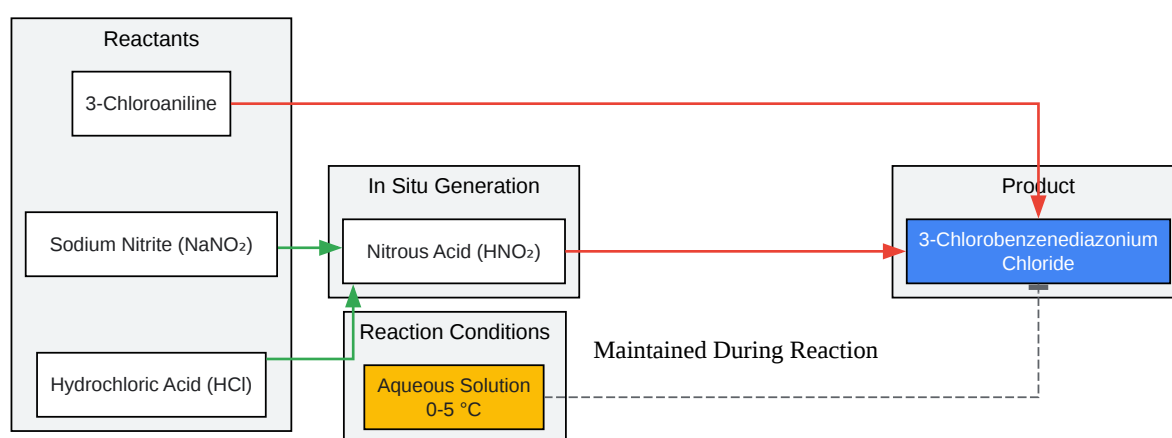 Reactants
3-Chloroaniline
In Situ Generation
Product
Sodium Nitrite (NaNO₂)
Nitrous Acid (HNO₂)
3-Chlorobenzenediazonium
Chloride
Reaction Conditions
Maintained During Reaction
Hydrochloric Acid (HCl)
Aqueous Solution
0-5 °C